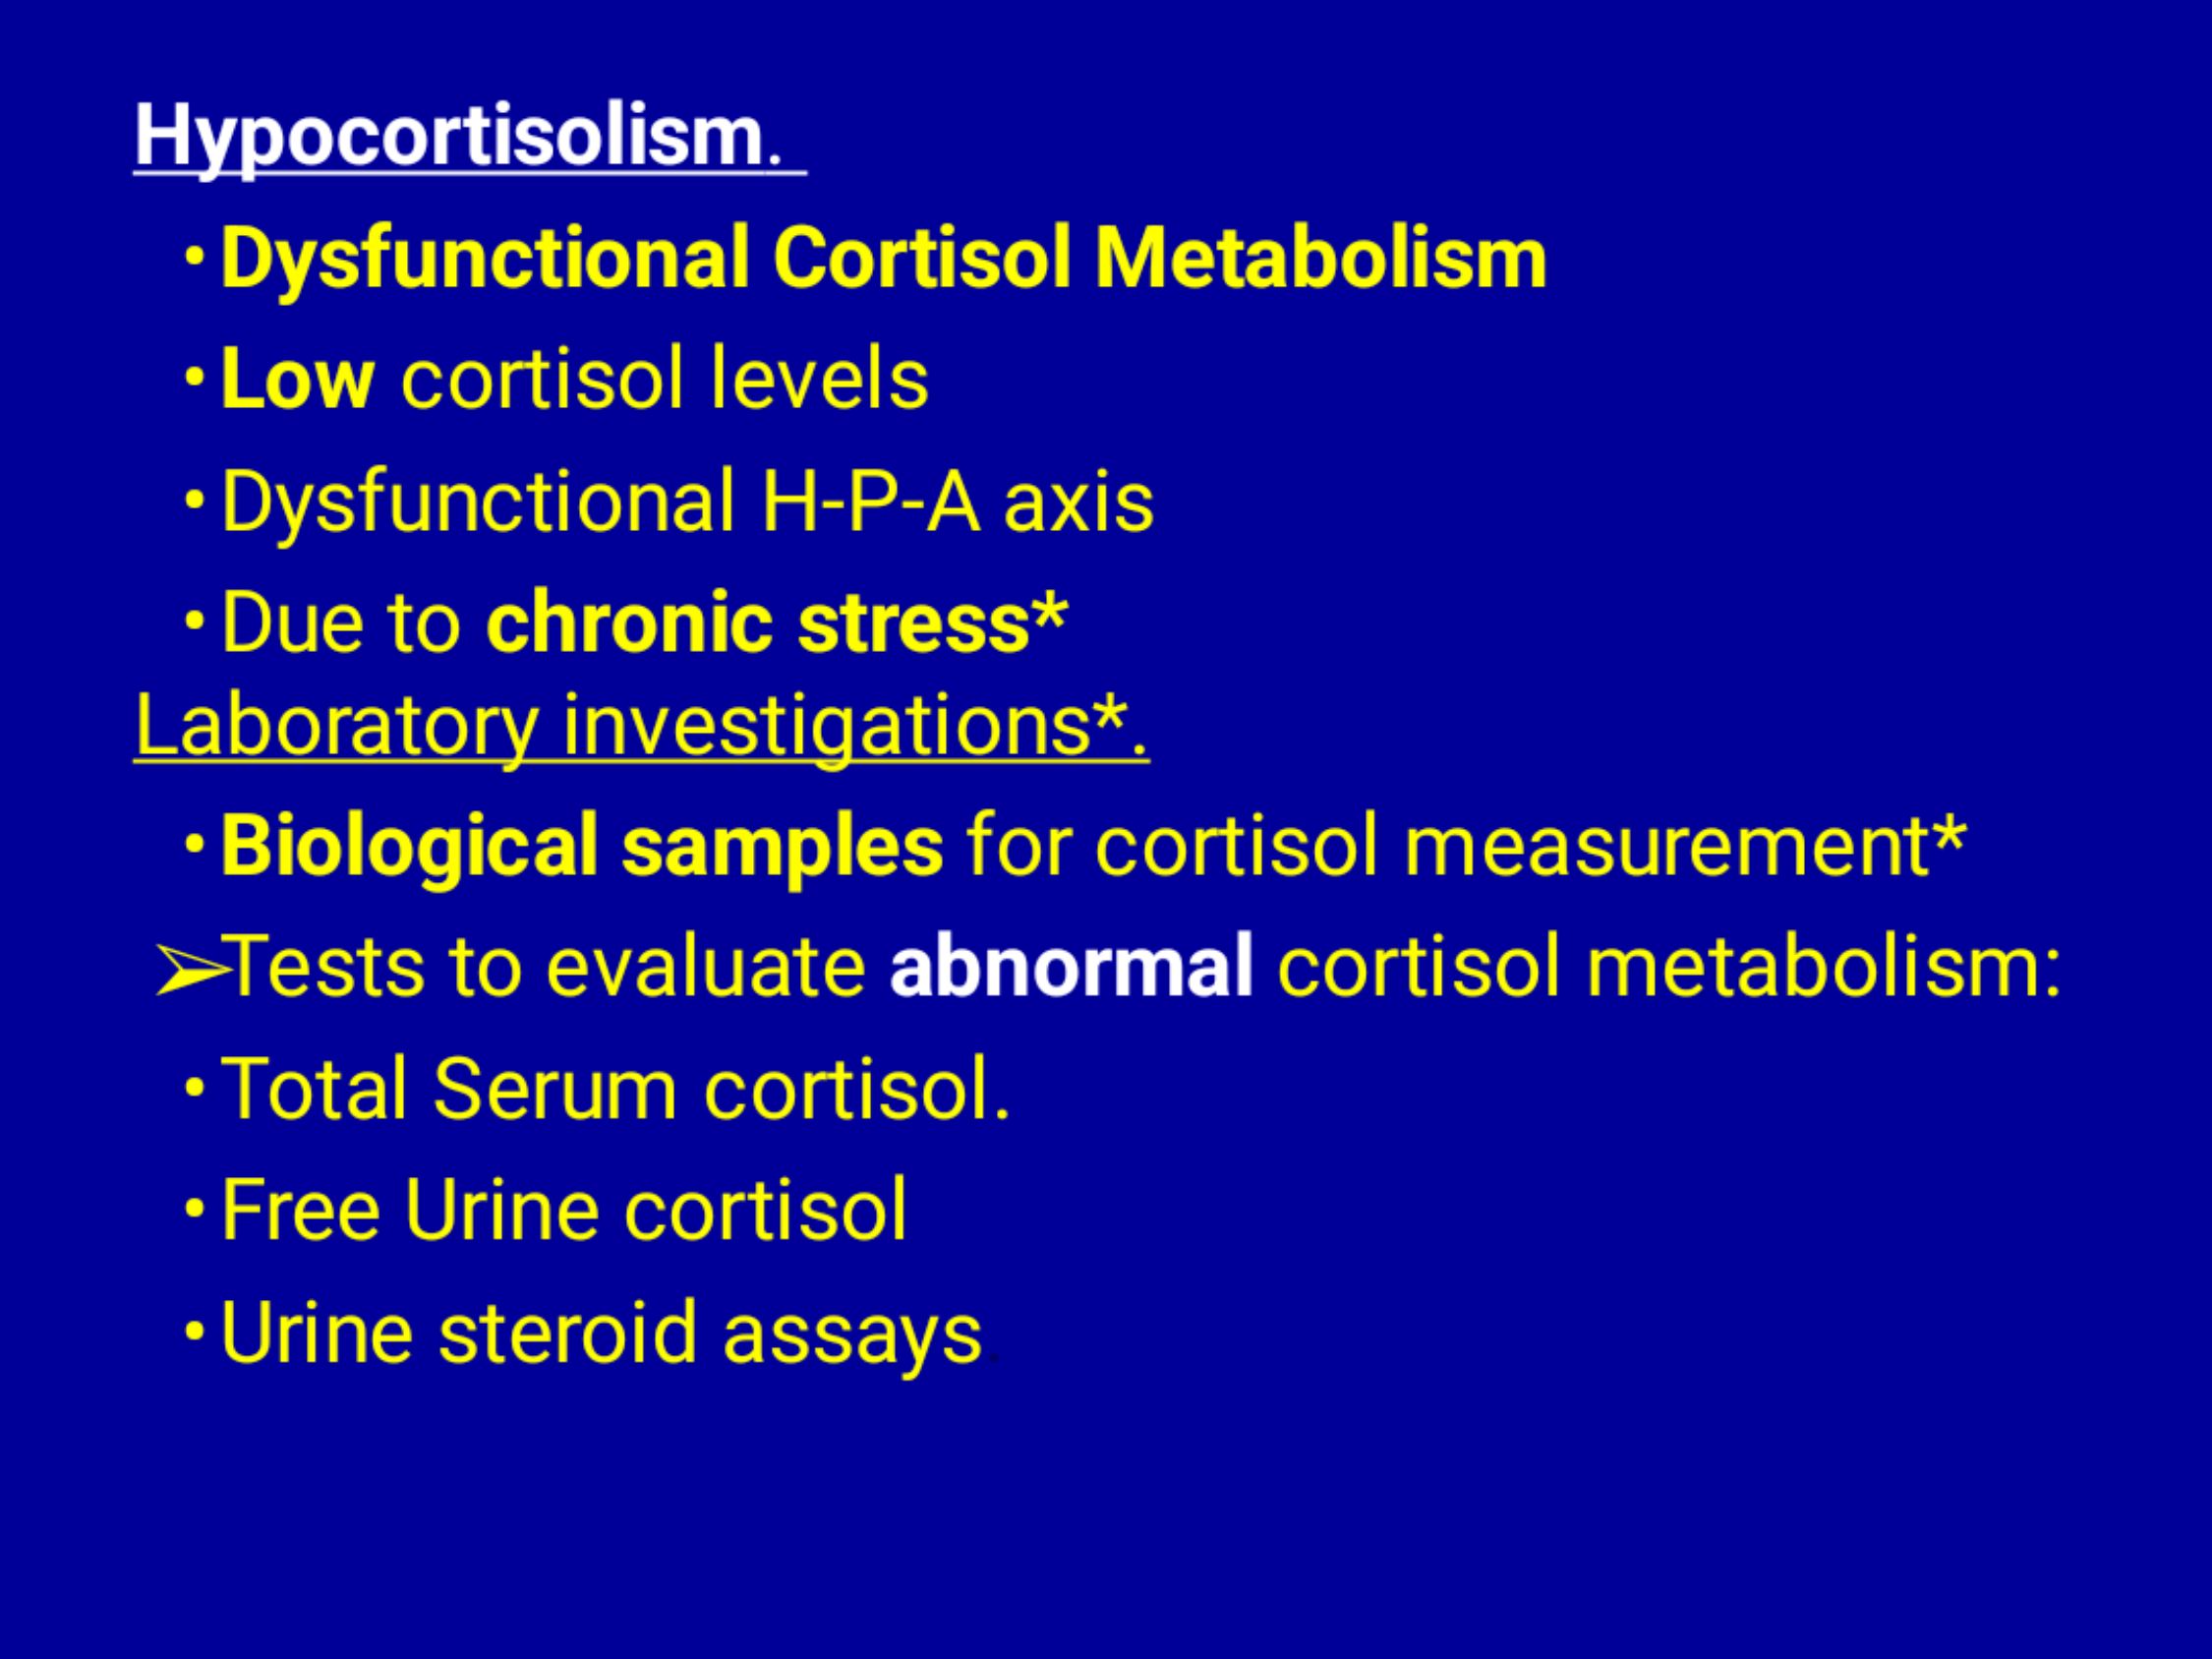 Hypocortisolism.
• Dysfunctional Cortisol Metabolism
• Low cortisol levels
• Dysfunctional H-P-A axis
• Due to chronic stress*
Laboratory investigations*.
• Biological samples for cortisol measurement*
➢Tests to evaluate abnormal cortisol metabolism:
• Total Serum cortisol.
• Free Urine cortisol
• Urine steroid assays.